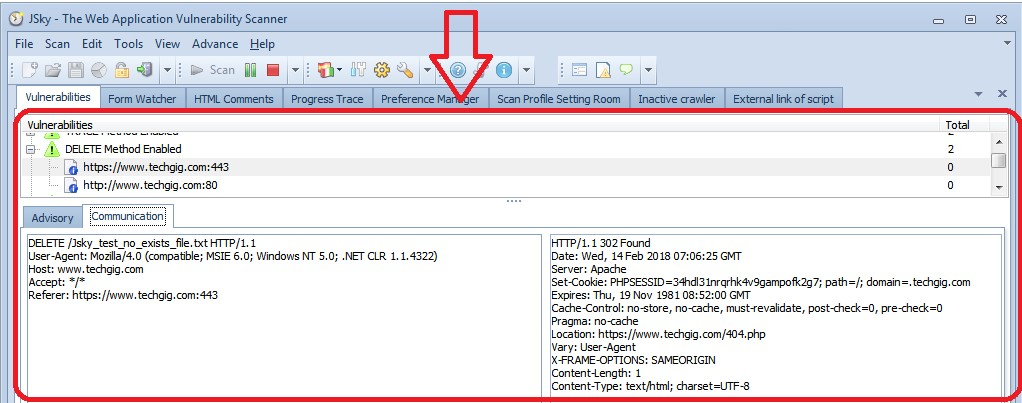 JSky - The Web Application Vulnerability Scanner
File Scan Edit Tools View Advance Help
Scan
Vulnerabilities Form Watcher HTML Comments Progress Trace Preference Manager Scan Profile Setting Room Inactive crawler External link of script
Vulnerabilities Total
TRACE Method Enabled 2
DELETE Method Enabled 2
https://www.techgig.com:443 0
http://www.techgig.com:80 0
Advisory Communication
DELETE /Jsky_test_no_exists_file.txt HTTP/1.1
User-Agent: Mozilla/4.0 (compatible; MSIE 6.0; Windows NT 5.0; .NET CLR 1.1.4322)
Host: www.techgig.com
Accept: */*
Referer: https://www.techgig.com:443
HTTP/1.1 302 Found
Date: Wed, 14 Feb 2018 07:06:25 GMT
Server: Apache
Set-Cookie: PHPSESSID=34hdl31nrqrhk4v9gampofk2g7; path=/; domain=.techgig.com
Expires: Thu, 19 Nov 1981 08:52:00 GMT
Cache-Control: no-store, no-cache, must-revalidate, post-check=0, pre-check=0
Pragma: no-cache
Location: https://www.techgig.com/404.php
Vary: User-Agent
X-FRAME-OPTIONS: SAMEORIGIN
Content-Length: 1
Content-Type: text/html; charset=UTF-8